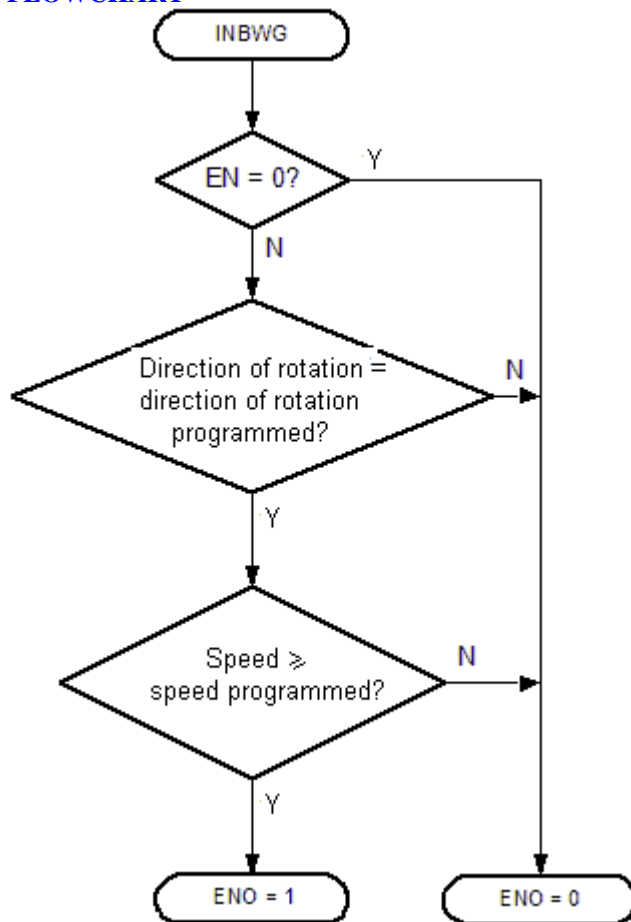 FLOWCHART
INBWG
EN = 0?
Y
N
Direction of rotation =
direction of rotation
programmed?
N
Y
Speed ⩾
speed programmed?
N
Y
ENO = 1
ENO = 0